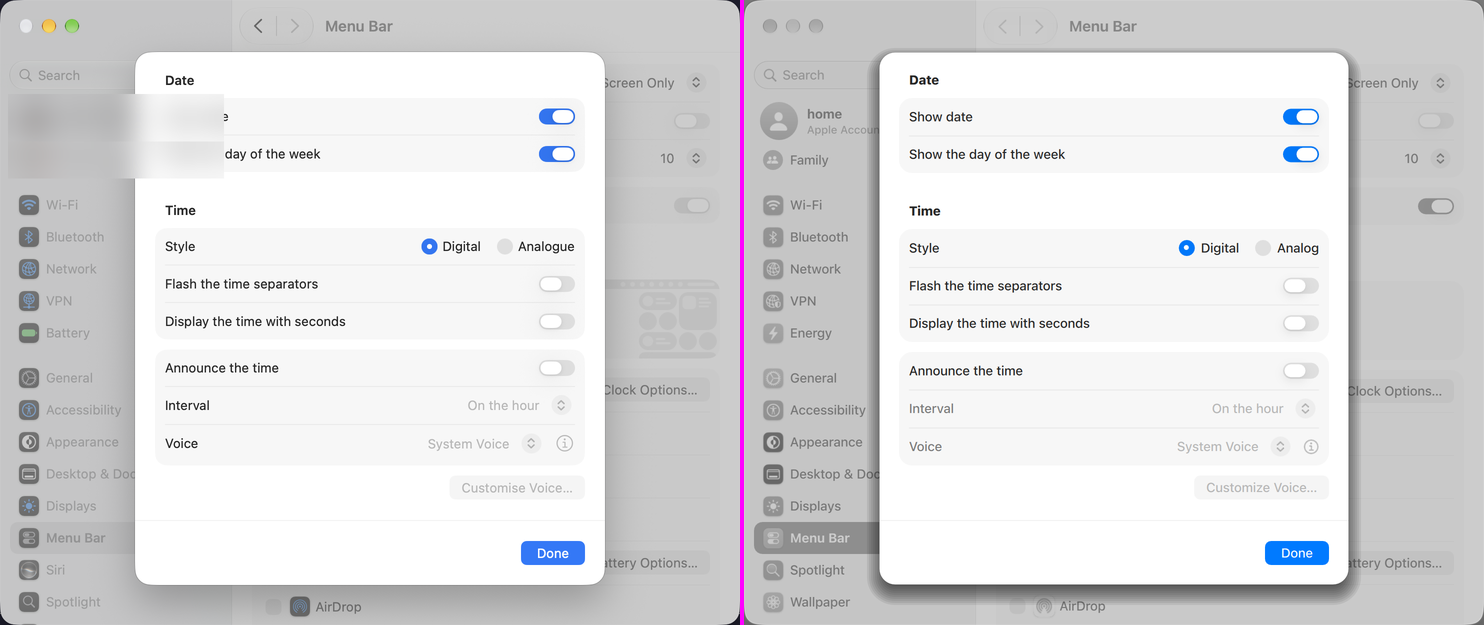 Menu Bar
Search
Screen Only
10
Wi-Fi
Bluetooth
Network
VPN
Battery
General
Accessibility
Appearance
Desktop & Doc
Displays
Menu Bar
Siri
Spotlight
Date
e
day of the week
Time
Style Digital Analogue
Flash the time separators
Display the time with seconds
Announce the time
Interval On the hour
Voice System Voice
Customise Voice...
Done
Clock Options...
attery Options...
AirDrop
Menu Bar
Search
Screen Only
10
home
Apple Accoun
Family
Wi-Fi
Bluetooth
Network
VPN
Energy
General
Accessibility
Appearance
Desktop & Doc
Displays
Menu Bar
Spotlight
Wallpaper
Date
Show date
Show the day of the week
Time
Style Digital Analog
Flash the time separators
Display the time with seconds
Announce the time
Interval On the hour
Voice System Voice
Customize Voice...
Done
Clock Options...
attery Options...
AirDrop